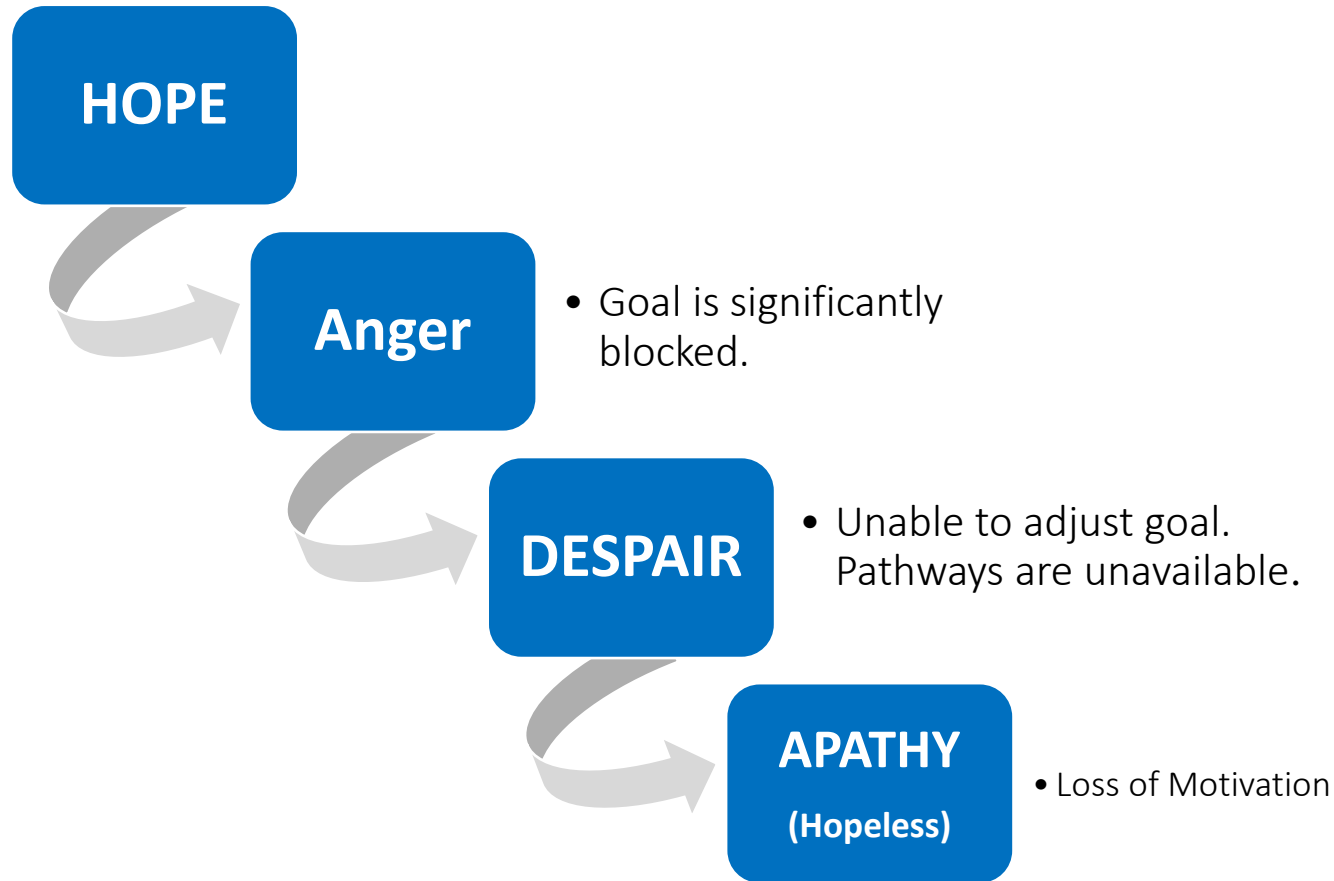 HOPE
Anger
• Goal is significantly
blocked.
DESPAIR
• Unable to adjust goal.
Pathways are unavailable.
APATHY
(Hopeless)
• Loss of Motivation